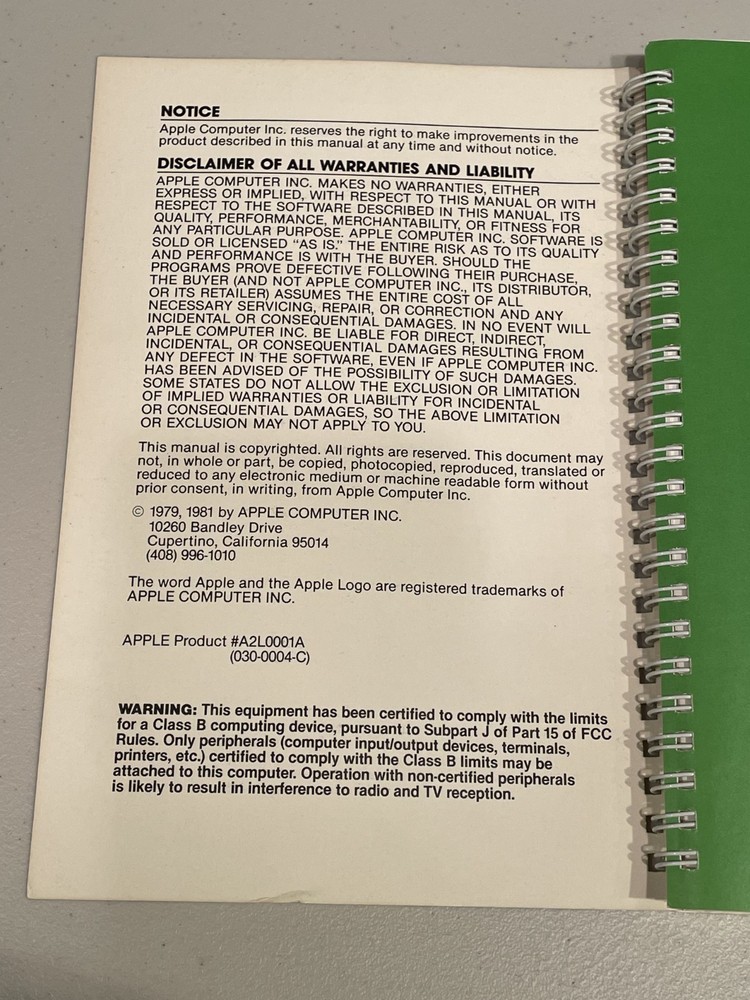 NOTICE
Apple Computer Inc. reserves the right to make improvements in the
product described in this manual at any time and without notice.
DISCLAIMER OF ALL WARRANTIES AND LIABILITY
APPLE COMPUTER INC. MAKES NO WARRANTIES, EITHER
EXPRESS OR IMPLIED, WITH RESPECT TO THIS MANUAL OR WITH
RESPECT TO THE SOFTWARE DESCRIBED IN THIS MANUAL, ITS
QUALITY, PERFORMANCE, MERCHANTABILITY, OR FITNESS FOR
ANY PARTICULAR PURPOSE. APPLE COMPUTER INC. SOFTWARE IS
SOLD OR LICENSED "AS IS." THE ENTIRE RISK AS TO ITS QUALITY
AND PERFORMANCE IS WITH THE BUYER. SHOULD THE
PROGRAMS PROVE DEFECTIVE FOLLOWING THEIR PURCHASE,
THE BUYER (AND NOT APPLE COMPUTER INC., ITS DISTRIBUTOR,
OR ITS RETAILER) ASSUMES THE ENTIRE COST OF ALL
NECESSARY SERVICING, REPAIR, OR CORRECTION AND ANY
INCIDENTAL OR CONSEQUENTIAL DAMAGES. IN NO EVENT WILL
APPLE COMPUTER INC. BE LIABLE FOR DIRECT, INDIRECT,
INCIDENTAL, OR CONSEQUENTIAL DAMAGES RESULTING FROM
ANY DEFECT IN THE SOFTWARE, EVEN IF APPLE COMPUTER INC.
HAS BEEN ADVISED OF THE POSSIBILITY OF SUCH DAMAGES.
SOME STATES DO NOT ALLOW THE EXCLUSION OR LIMITATION
OF IMPLIED WARRANTIES OR LIABILITY FOR INCIDENTAL
OR CONSEQUENTIAL DAMAGES, SO THE ABOVE LIMITATION
OR EXCLUSION MAY NOT APPLY TO YOU.
This manual is copyrighted. All rights are reserved. This document may
not, in whole or part, be copied, photocopied, reproduced, translated or
reduced to any electronic medium or machine readable form without
prior consent, in writing, from Apple Computer Inc.
© 1979, 1981 by APPLE COMPUTER INC.
10260 Bandley Drive
Cupertino, California 95014
(408) 996-1010
The word Apple and the Apple Logo are registered trademarks of
APPLE COMPUTER INC.
APPLE Product #A2L0001A
(030-0004-C)
WARNING: This equipment has been certified to comply with the limits
for a Class B computing device, pursuant to Subpart J of Part 15 of FCC
Rules. Only peripherals (computer input/output devices, terminals,
printers, etc.) certified to comply with the Class B limits may be
attached to this computer. Operation with non-certified peripherals
is likely to result in interference to radio and TV reception.